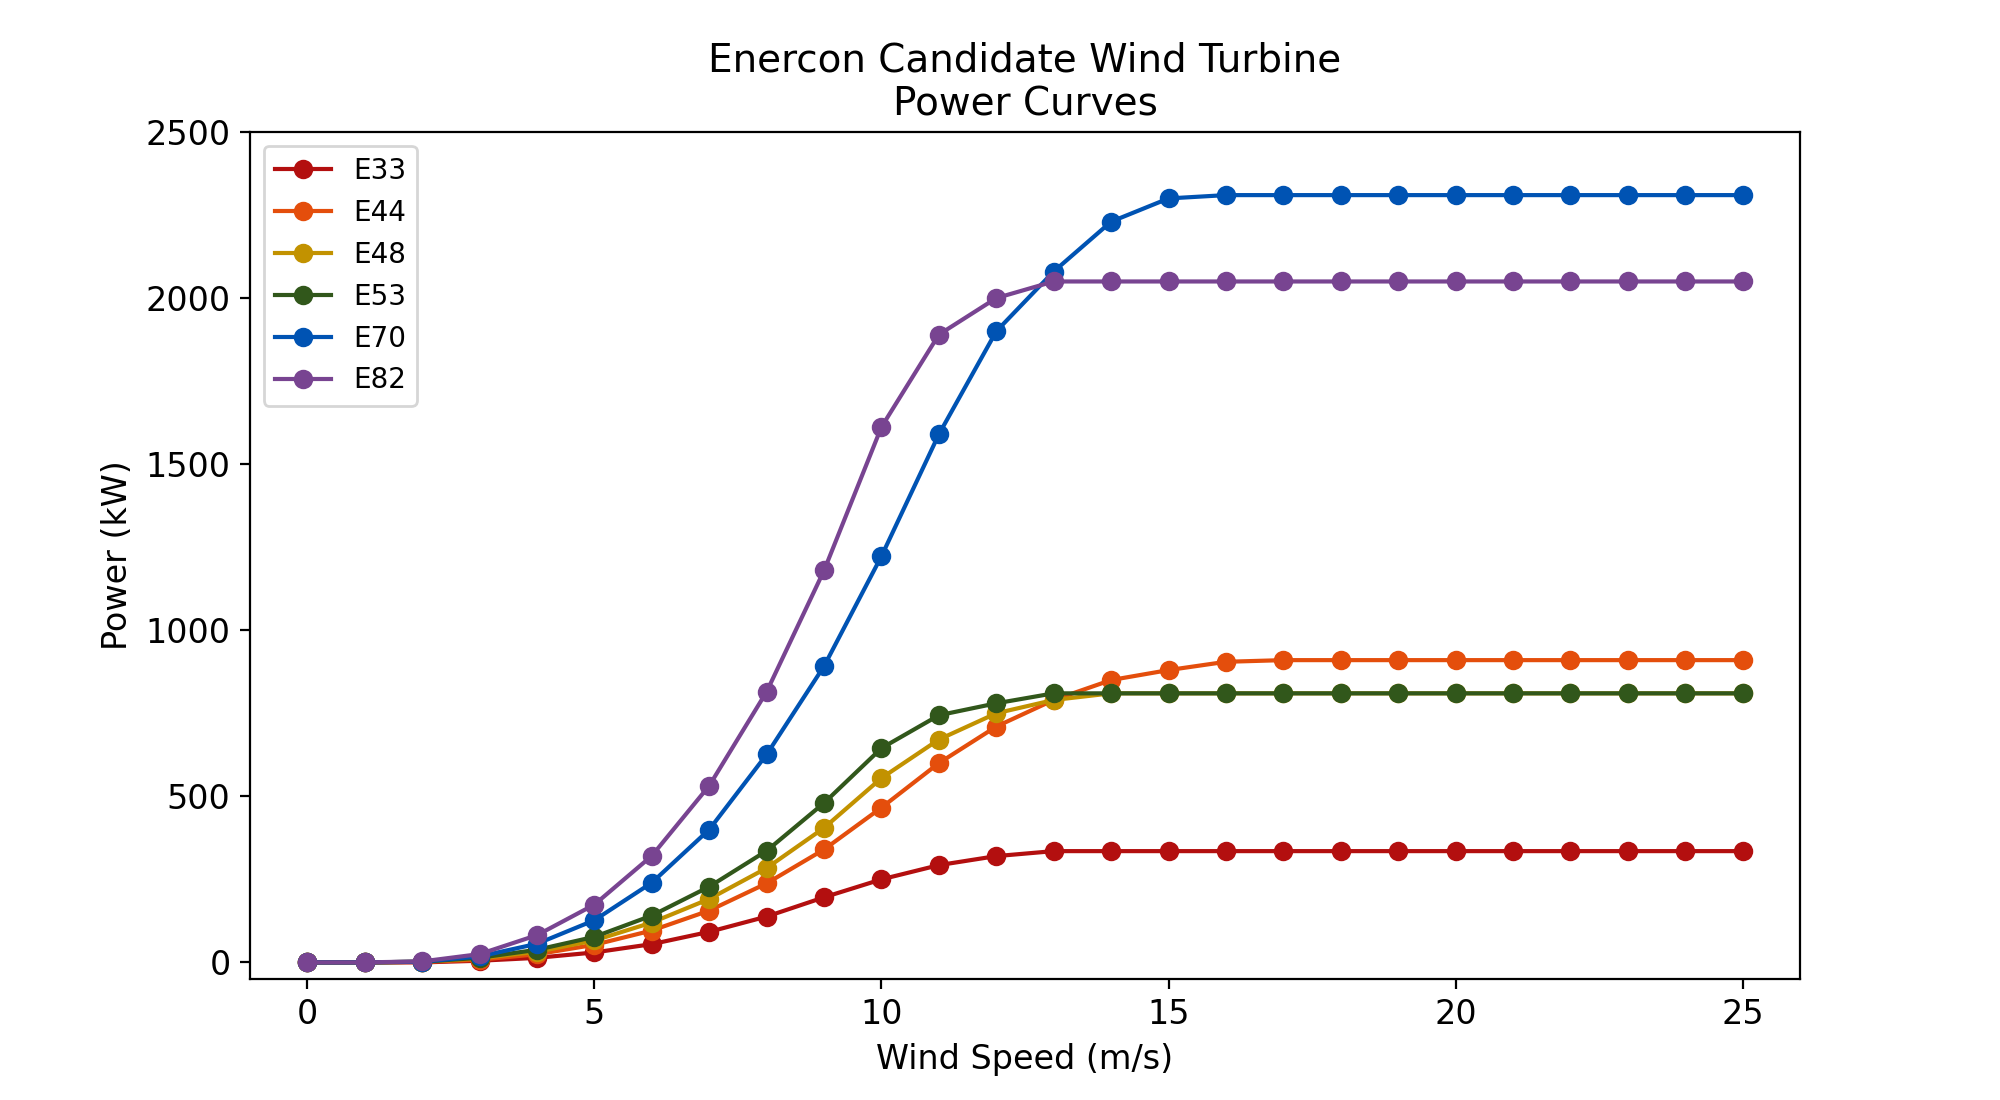 Enercon Candidate Wind Turbine
Power Curves
2500
2000
1500
1000
500
0
Power (kW)
E33
E44
E48
E53
E70
E82
0 5 10 15 20 25
Wind Speed (m/s)